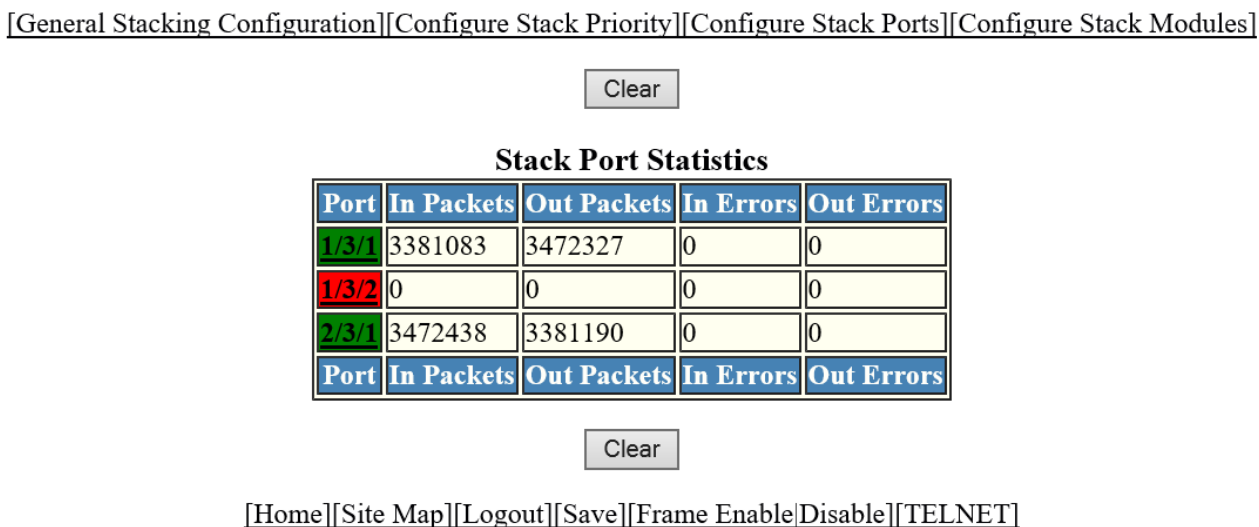 [General Stacking Configuration][Configure Stack Priority][Configure Stack Ports][Configure Stack Modules]
Clear
Stack Port Statistics
Port In Packets Out Packets In Errors Out Errors
1/3/1 3381083 3472327 0 0
1/3/2 0 0 0 0
2/3/1 3472438 3381190 0 0
Port In Packets Out Packets In Errors Out Errors
Clear
[Home][Site Map][Logout][Save][Frame Enable|Disable][TELNET]